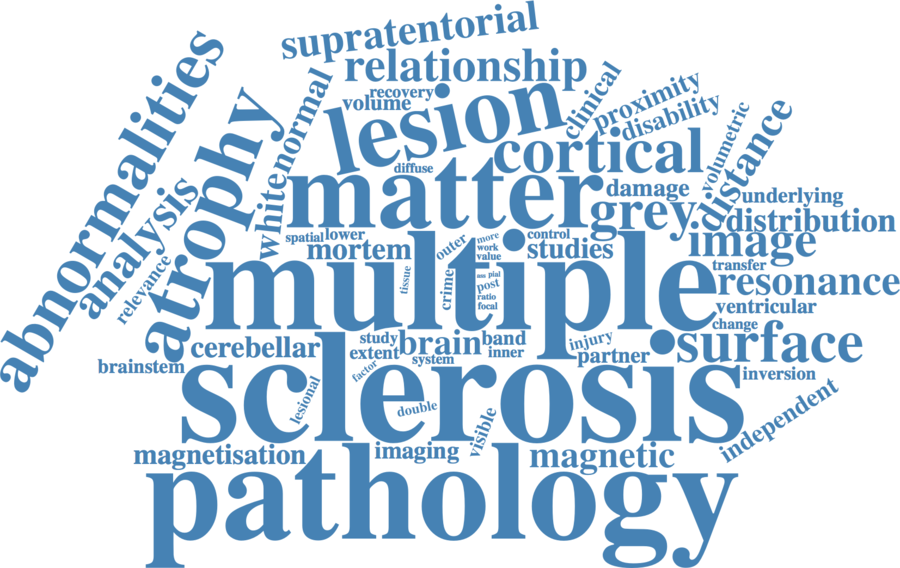 supratentorial
relationship
abnormalities
recovery
volume
lesion
clinical
proximity
disability
whitenormal
atrophy
analysis
relevance
diffuse
cortical
volumetric
distance
matter
damage
grey
underlying
distribution
spatial
lower
mortem
outer
more
work
value
control
studies
image
transfer
resonance
multiple
tissue
crime
pial
post
ratio
focal
ventricular
change
brainstem
cerebellar
study
extent
brain
band
inner
system
injury
partner
surface
factor
inversion
sclerosis
lesional
double
visible
independent
magnetisation
imaging
magnetic
pathology